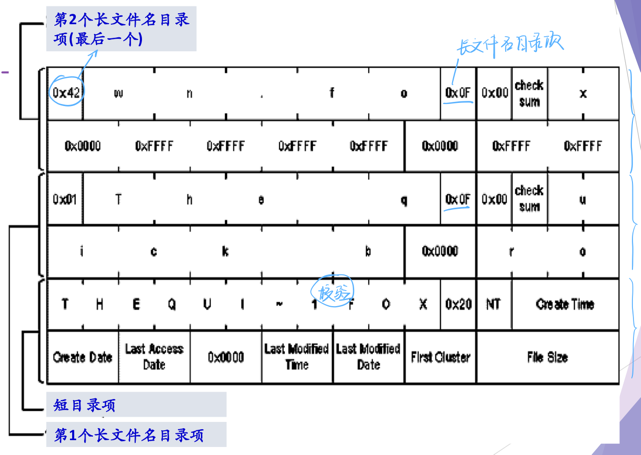 第2个长文件名目录
项(最后一个)
长文件名目录项
0x42 w n . f o 0x0F 0x00 check sum x
0x0000 0xFFFF 0xFFFF 0xFFFF 0xFFFF 0x0000 0xFFFF 0xFFFF
0x01 T h e q 0x0F 0x00 check sum u
i c k b 0x0000 r o
校验
T H E Q U I ~ 1 F O X 0x20 NT Create Time
Create Date Last Access Date 0x0000 Last Modified Time Last Modified Date First Cluster File Size
短目录项
第1个长文件名目录项